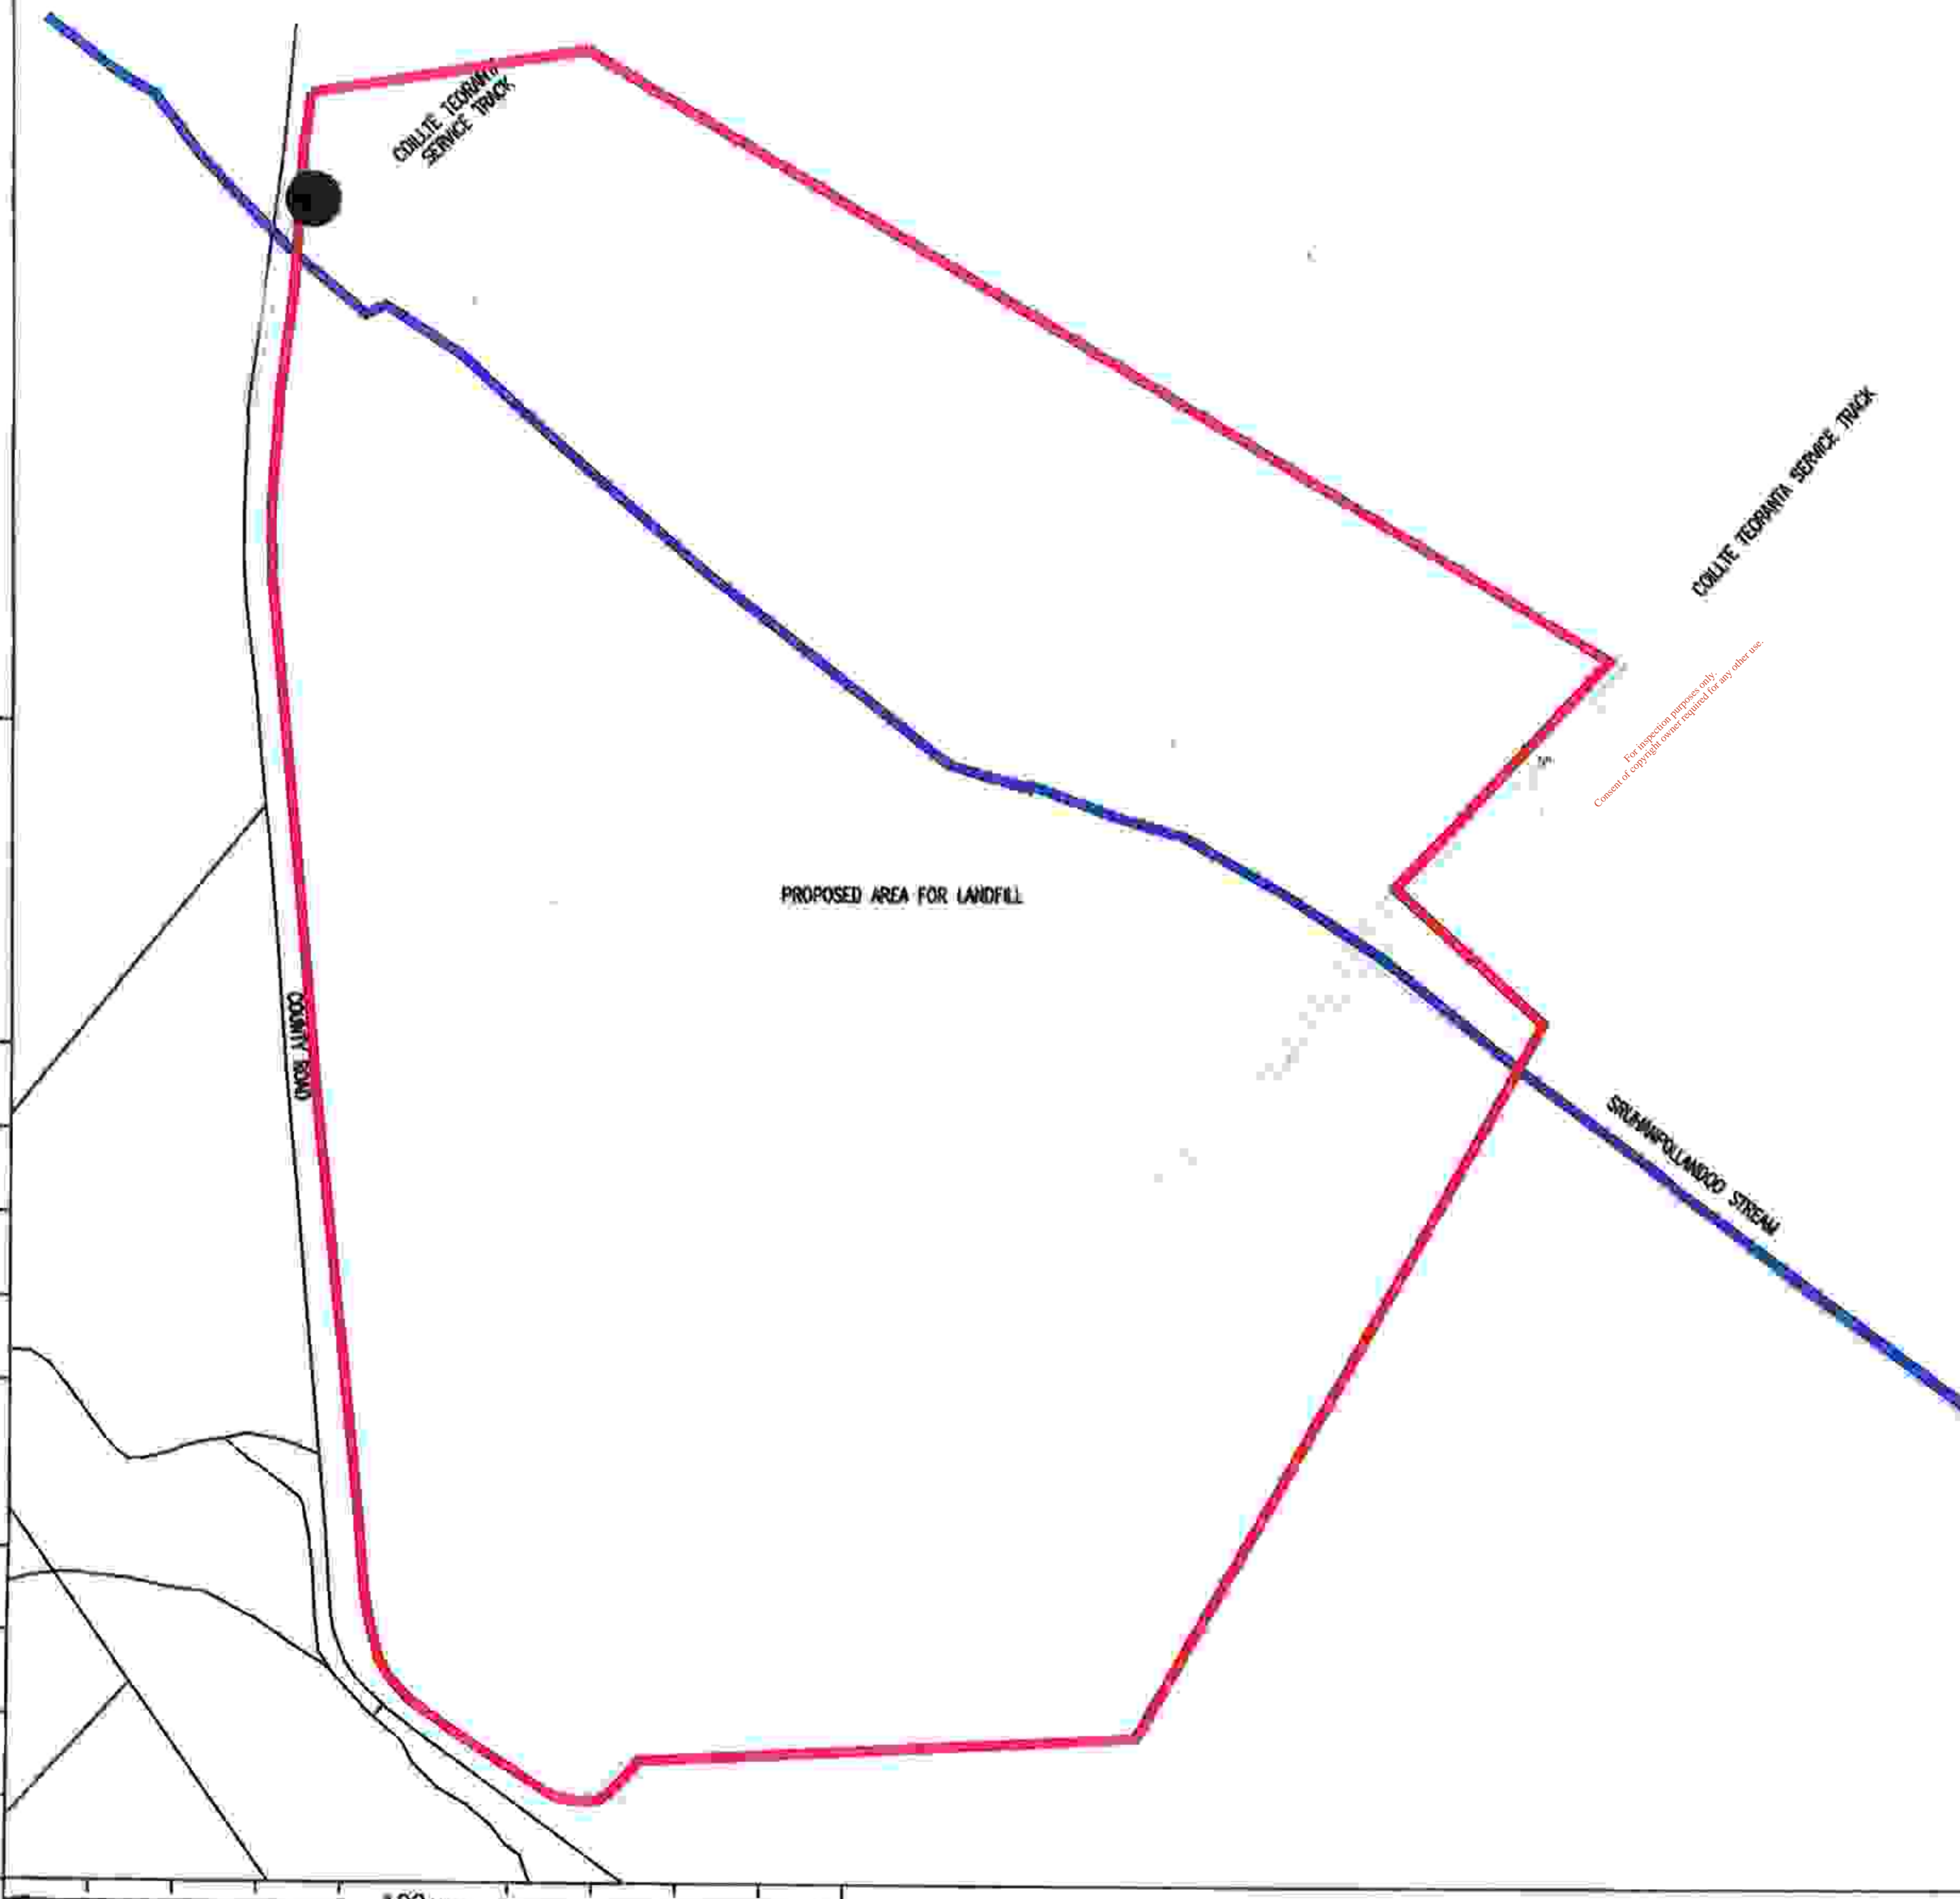 COILLTE TEORANTA
SERVICE TRACK
COILLTE TEORANTA SERVICE TRACK
For inspection purposes only.
Consent of copyright owner required for any other use.
PROPOSED AREA FOR LANDFILL
COUNTY ROAD
STREAM